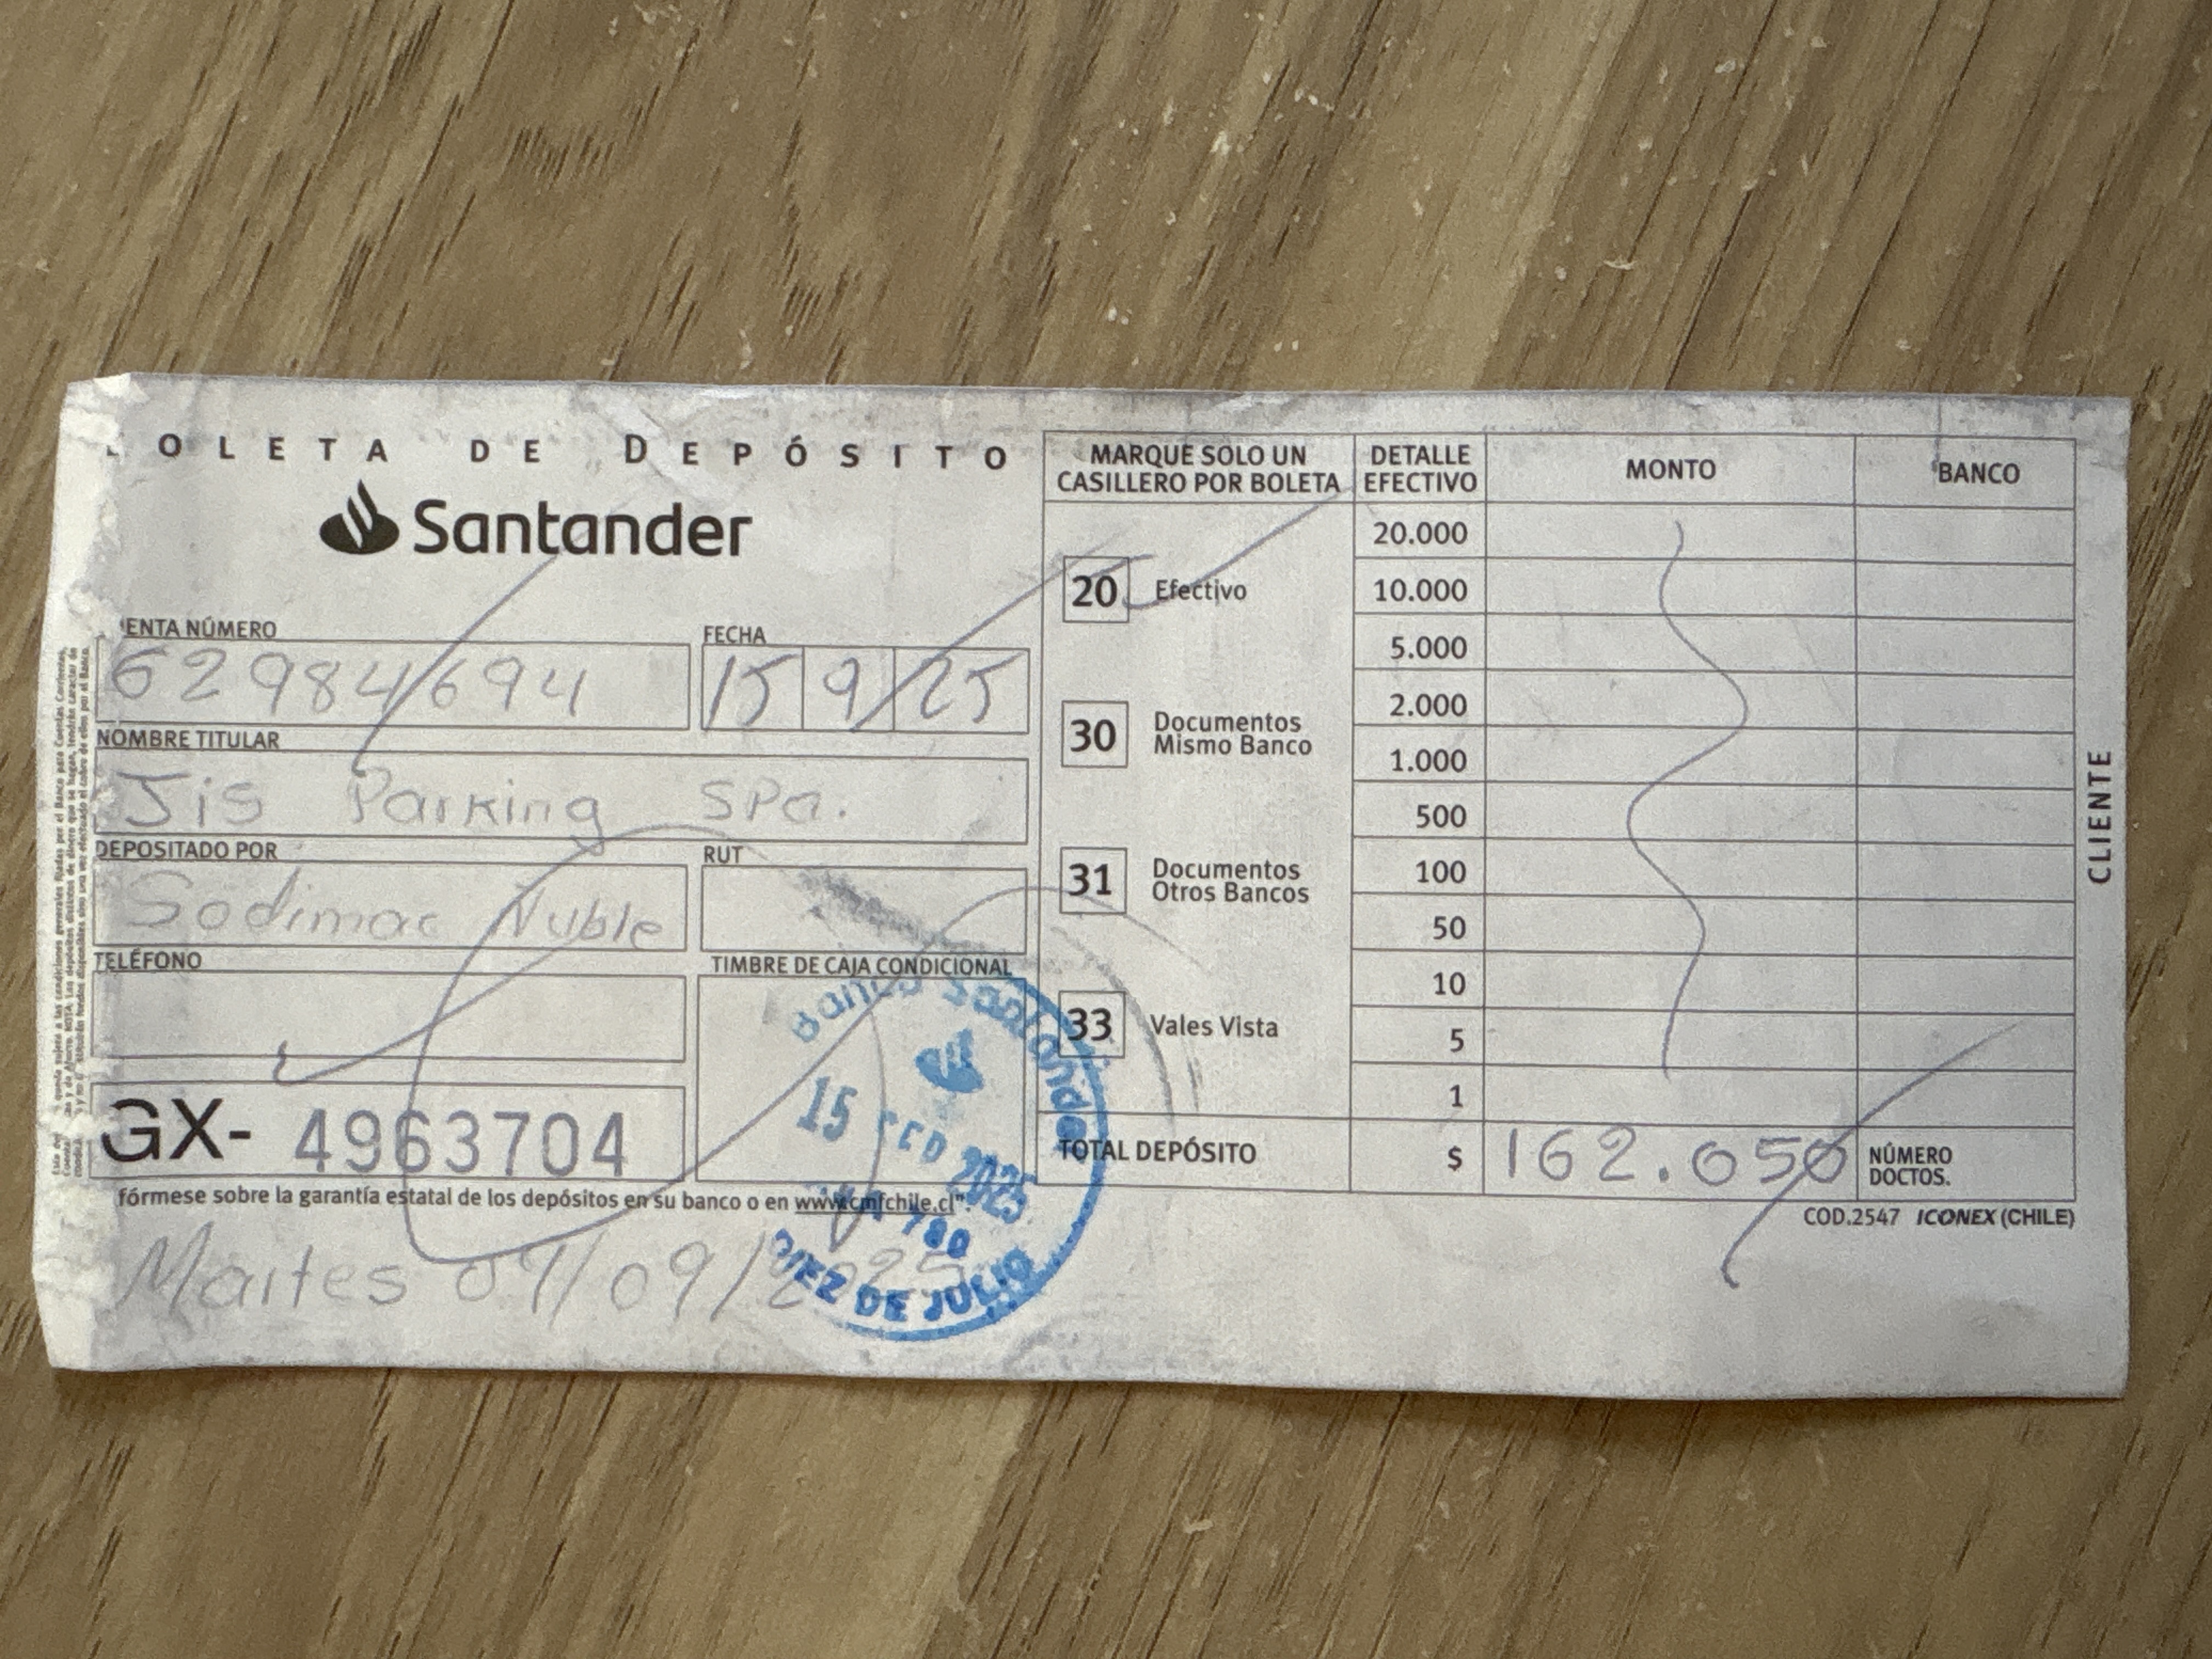 OLETA DE DEPÓSITO
Santander
ENTA NÚMERO
62984694
FECHA
15 9 25
NOMBRE TITULAR
Jis Parking SPa.
DEPOSITADO POR
Sodimac Ñuble
RUT
TELÉFONO
TIMBRE DE CAJA CONDICIONAL
GX- 4963704
fórmese sobre la garantía estatal de los depósitos en su banco o en www.cmfchile.cl".
Martes 09/2025
Banco Santander
15 2025
780
DIEZ DE JULIO
MARQUE SOLO UN
CASILLERO POR BOLETA
20 Efectivo
30 Documentos
Mismo Banco
31 Documentos
Otros Bancos
33 Vales Vista
DETALLE
EFECTIVO
MONTO
BANCO
20.000
10.000
5.000
2.000
1.000
500
100
50
10
5
1
TOTAL DEPÓSITO $ 162.050
NÚMERO
DOCTOS.
COD.2547 ICONEX (CHILE)
CLIENTE